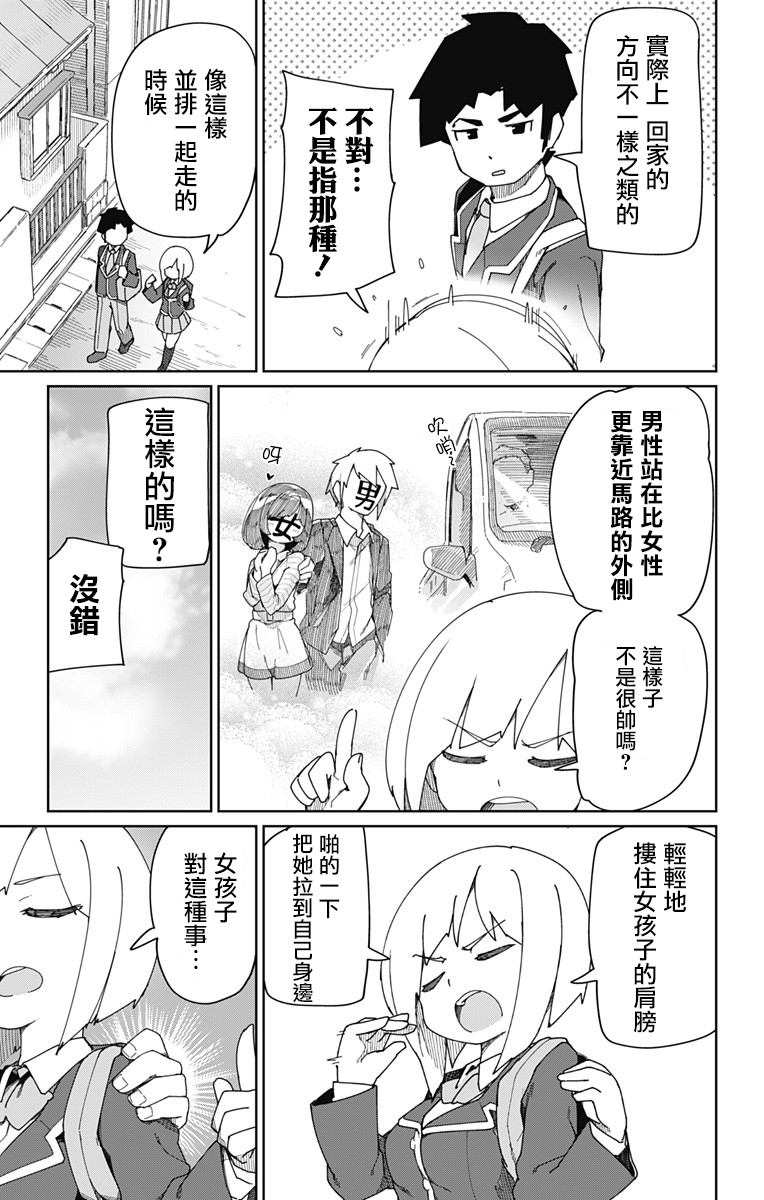 實際上 回家的
方向不一樣之類的
不對…
不是指那種！
像這樣
並排一起走的
時候
男性站在比女性
更靠近馬路的外側
吹哨~
男
女
呀♥
這樣子
不是很帥嗎？
這樣的嗎？
沒錯
輕輕地
摟住女孩子的肩膀
啪的一下
把她拉到自己身邊
女孩子
對這種事…